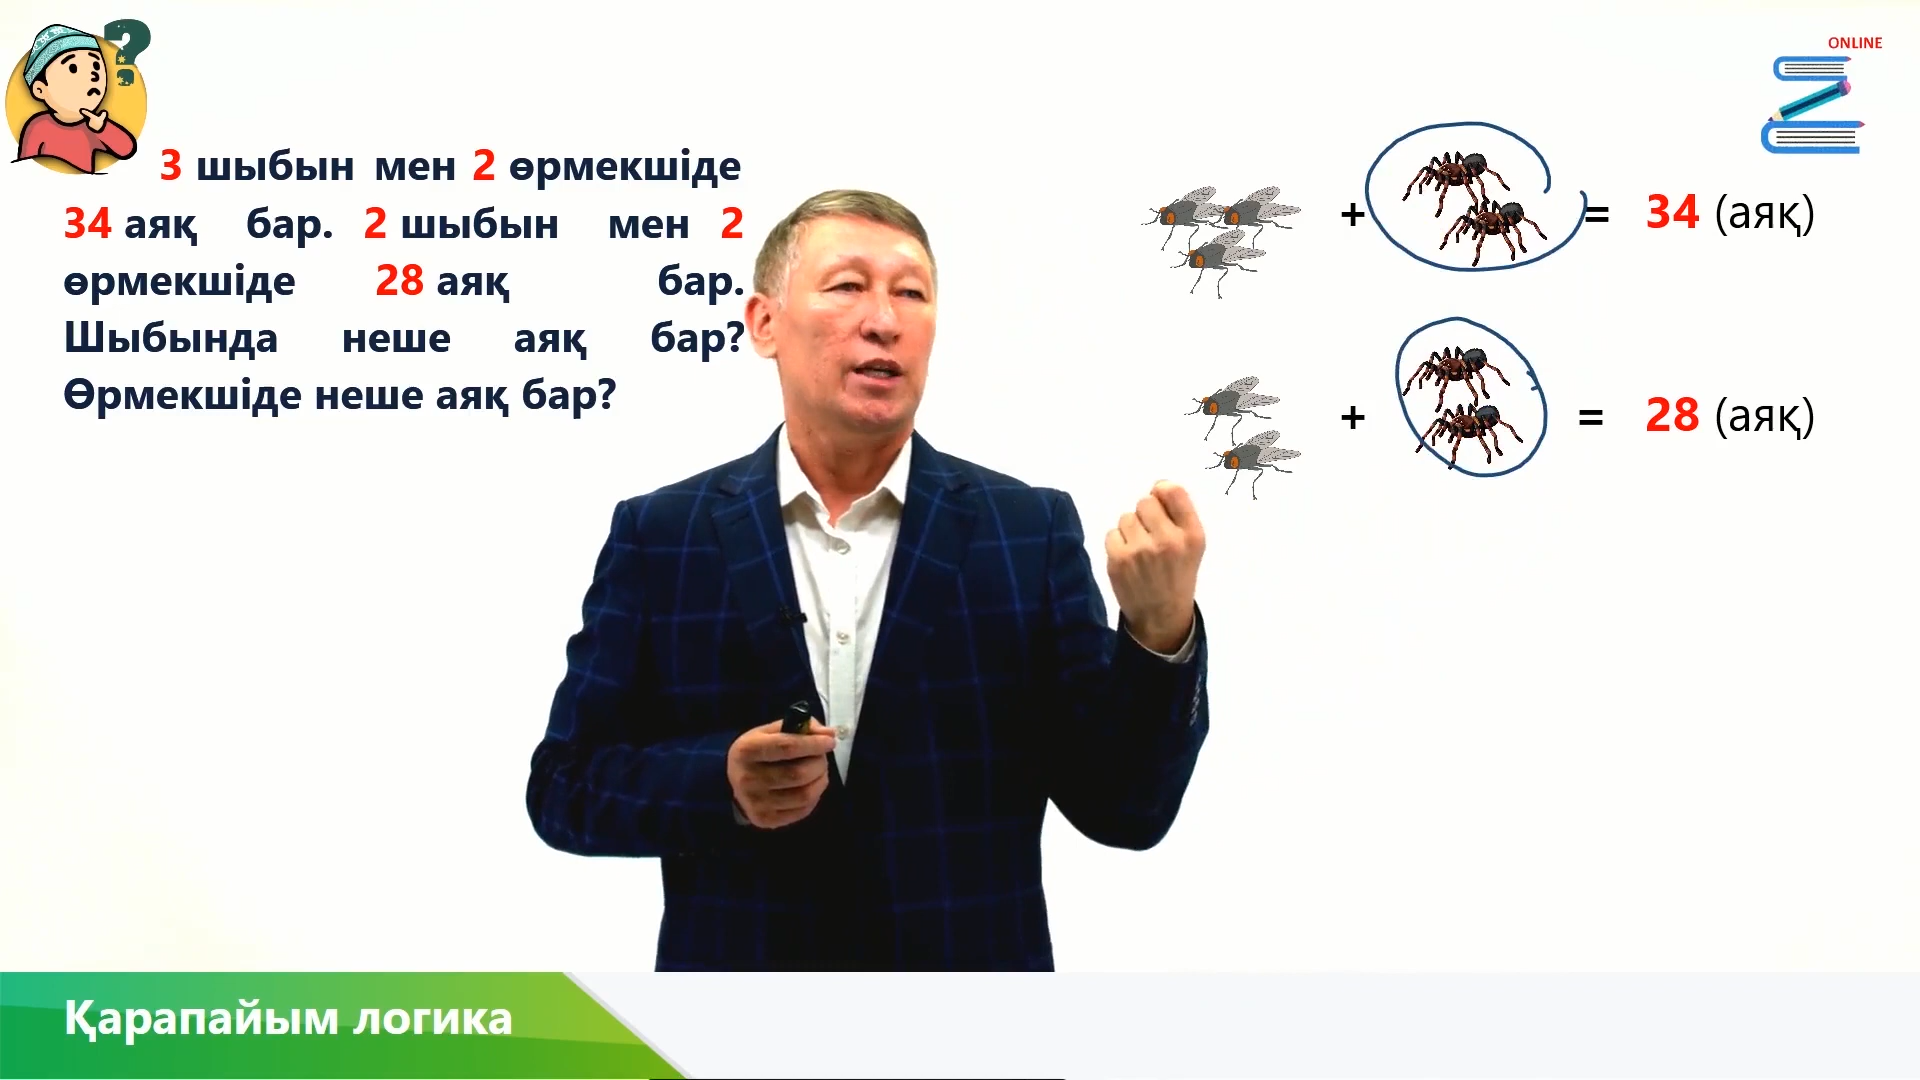 ONLINE
3 шыбын мен 2 өрмекшіде
34 аяқ бар. 2 шыбын мен 2
өрмекшіде 28 аяқ бар.
Шыбында неше аяқ бар?
Өрмекшіде неше аяқ бар?
+ = 34 (аяқ)
+ = 28 (аяқ)
Қарапайым логика